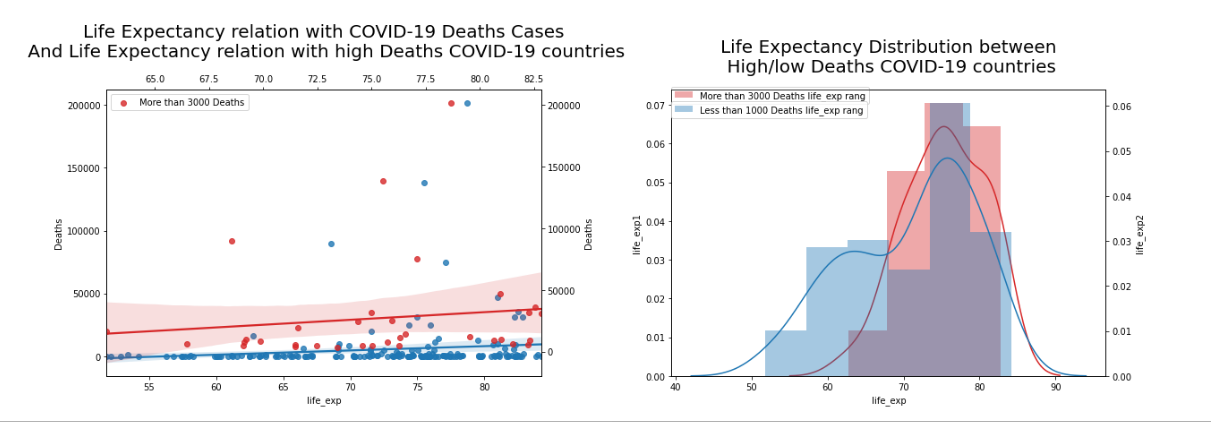 Life Expectancy relation with COVID-19 Deaths Cases
And Life Expectancy relation with high Deaths COVID-19 countries
65.0 67.5 70.0 72.5 75.0 77.5 80.0 82.5
More than 3000 Deaths
200000
150000
100000
50000
0
Deaths
200000
150000
100000
50000
0
Deaths
55 60 65 70 75 80
life_exp
Life Expectancy Distribution between
High/low Deaths COVID-19 countries
More than 3000 Deaths life_exp rang
Less than 1000 Deaths life_exp rang
0.07
0.06
0.05
0.04
0.03
0.02
0.01
0.00
life_exp1
0.06
0.05
0.04
0.03
0.02
0.01
0.00
life_exp2
40 50 60 70 80 90
life_exp